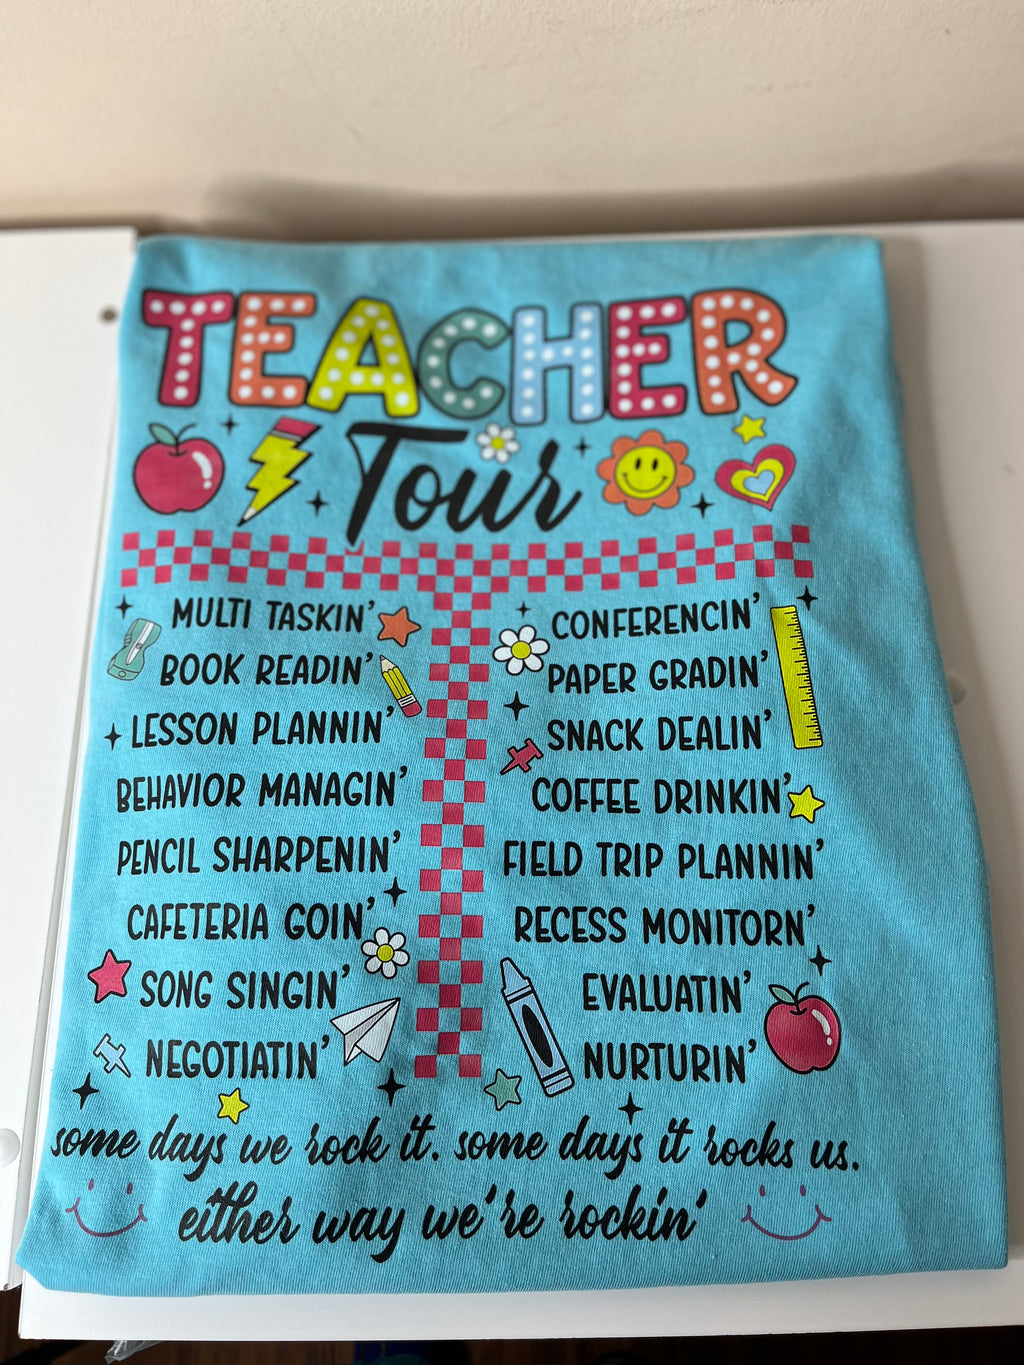 TEACHER
Tour
MULTI TASKIN'
BOOK READIN'
LESSON PLANNIN'
BEHAVIOR MANAGIN'
PENCIL SHARPENIN'
CAFETERIA GOIN'
SONG SINGIN'
NEGOTIATIN'
CONFERENCIN'
PAPER GRADIN'
SNACK DEALIN'
COFFEE DRINKIN'
FIELD TRIP PLANNIN'
RECESS MONITORN'
EVALUATIN'
NURTURIN'
some days we rock it. some days it rocks us.
either way we're rockin'